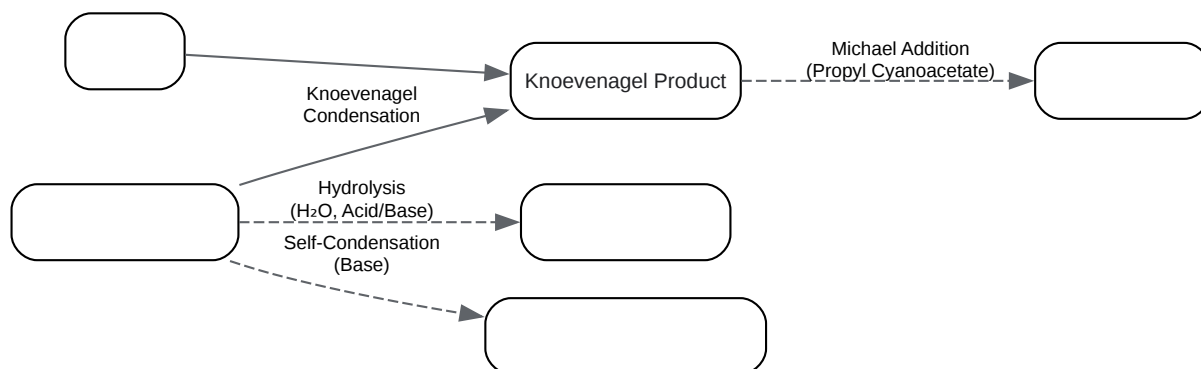 Michael Addition
(Propyl Cyanoacetate)
Knoevenagel Product
Knoevenagel
Condensation
Hydrolysis
(H₂O, Acid/Base)
Self-Condensation
(Base)